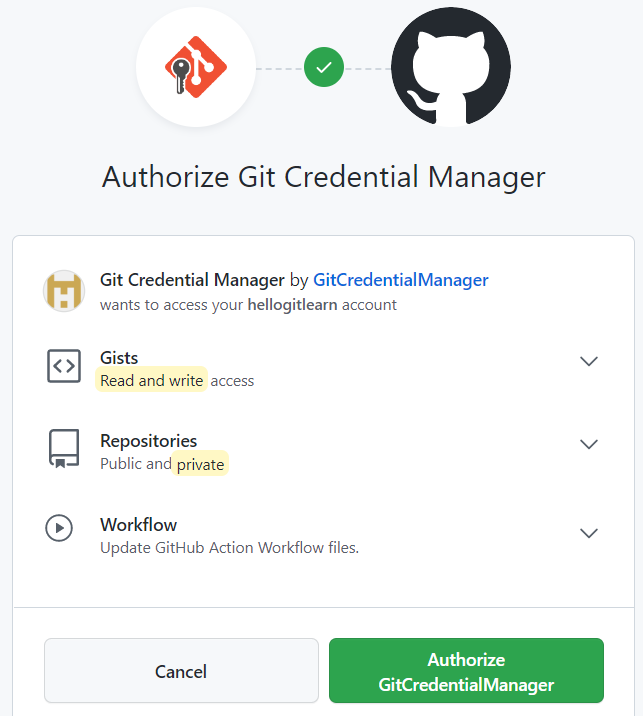 Authorize Git Credential Manager
Git Credential Manager by GitCredentialManager
wants to access your hellogitlearn account
Gists
Read and write access
Repositories
Public and private
Workflow
Update GitHub Action Workflow files.
Cancel
Authorize
GitCredentialManager